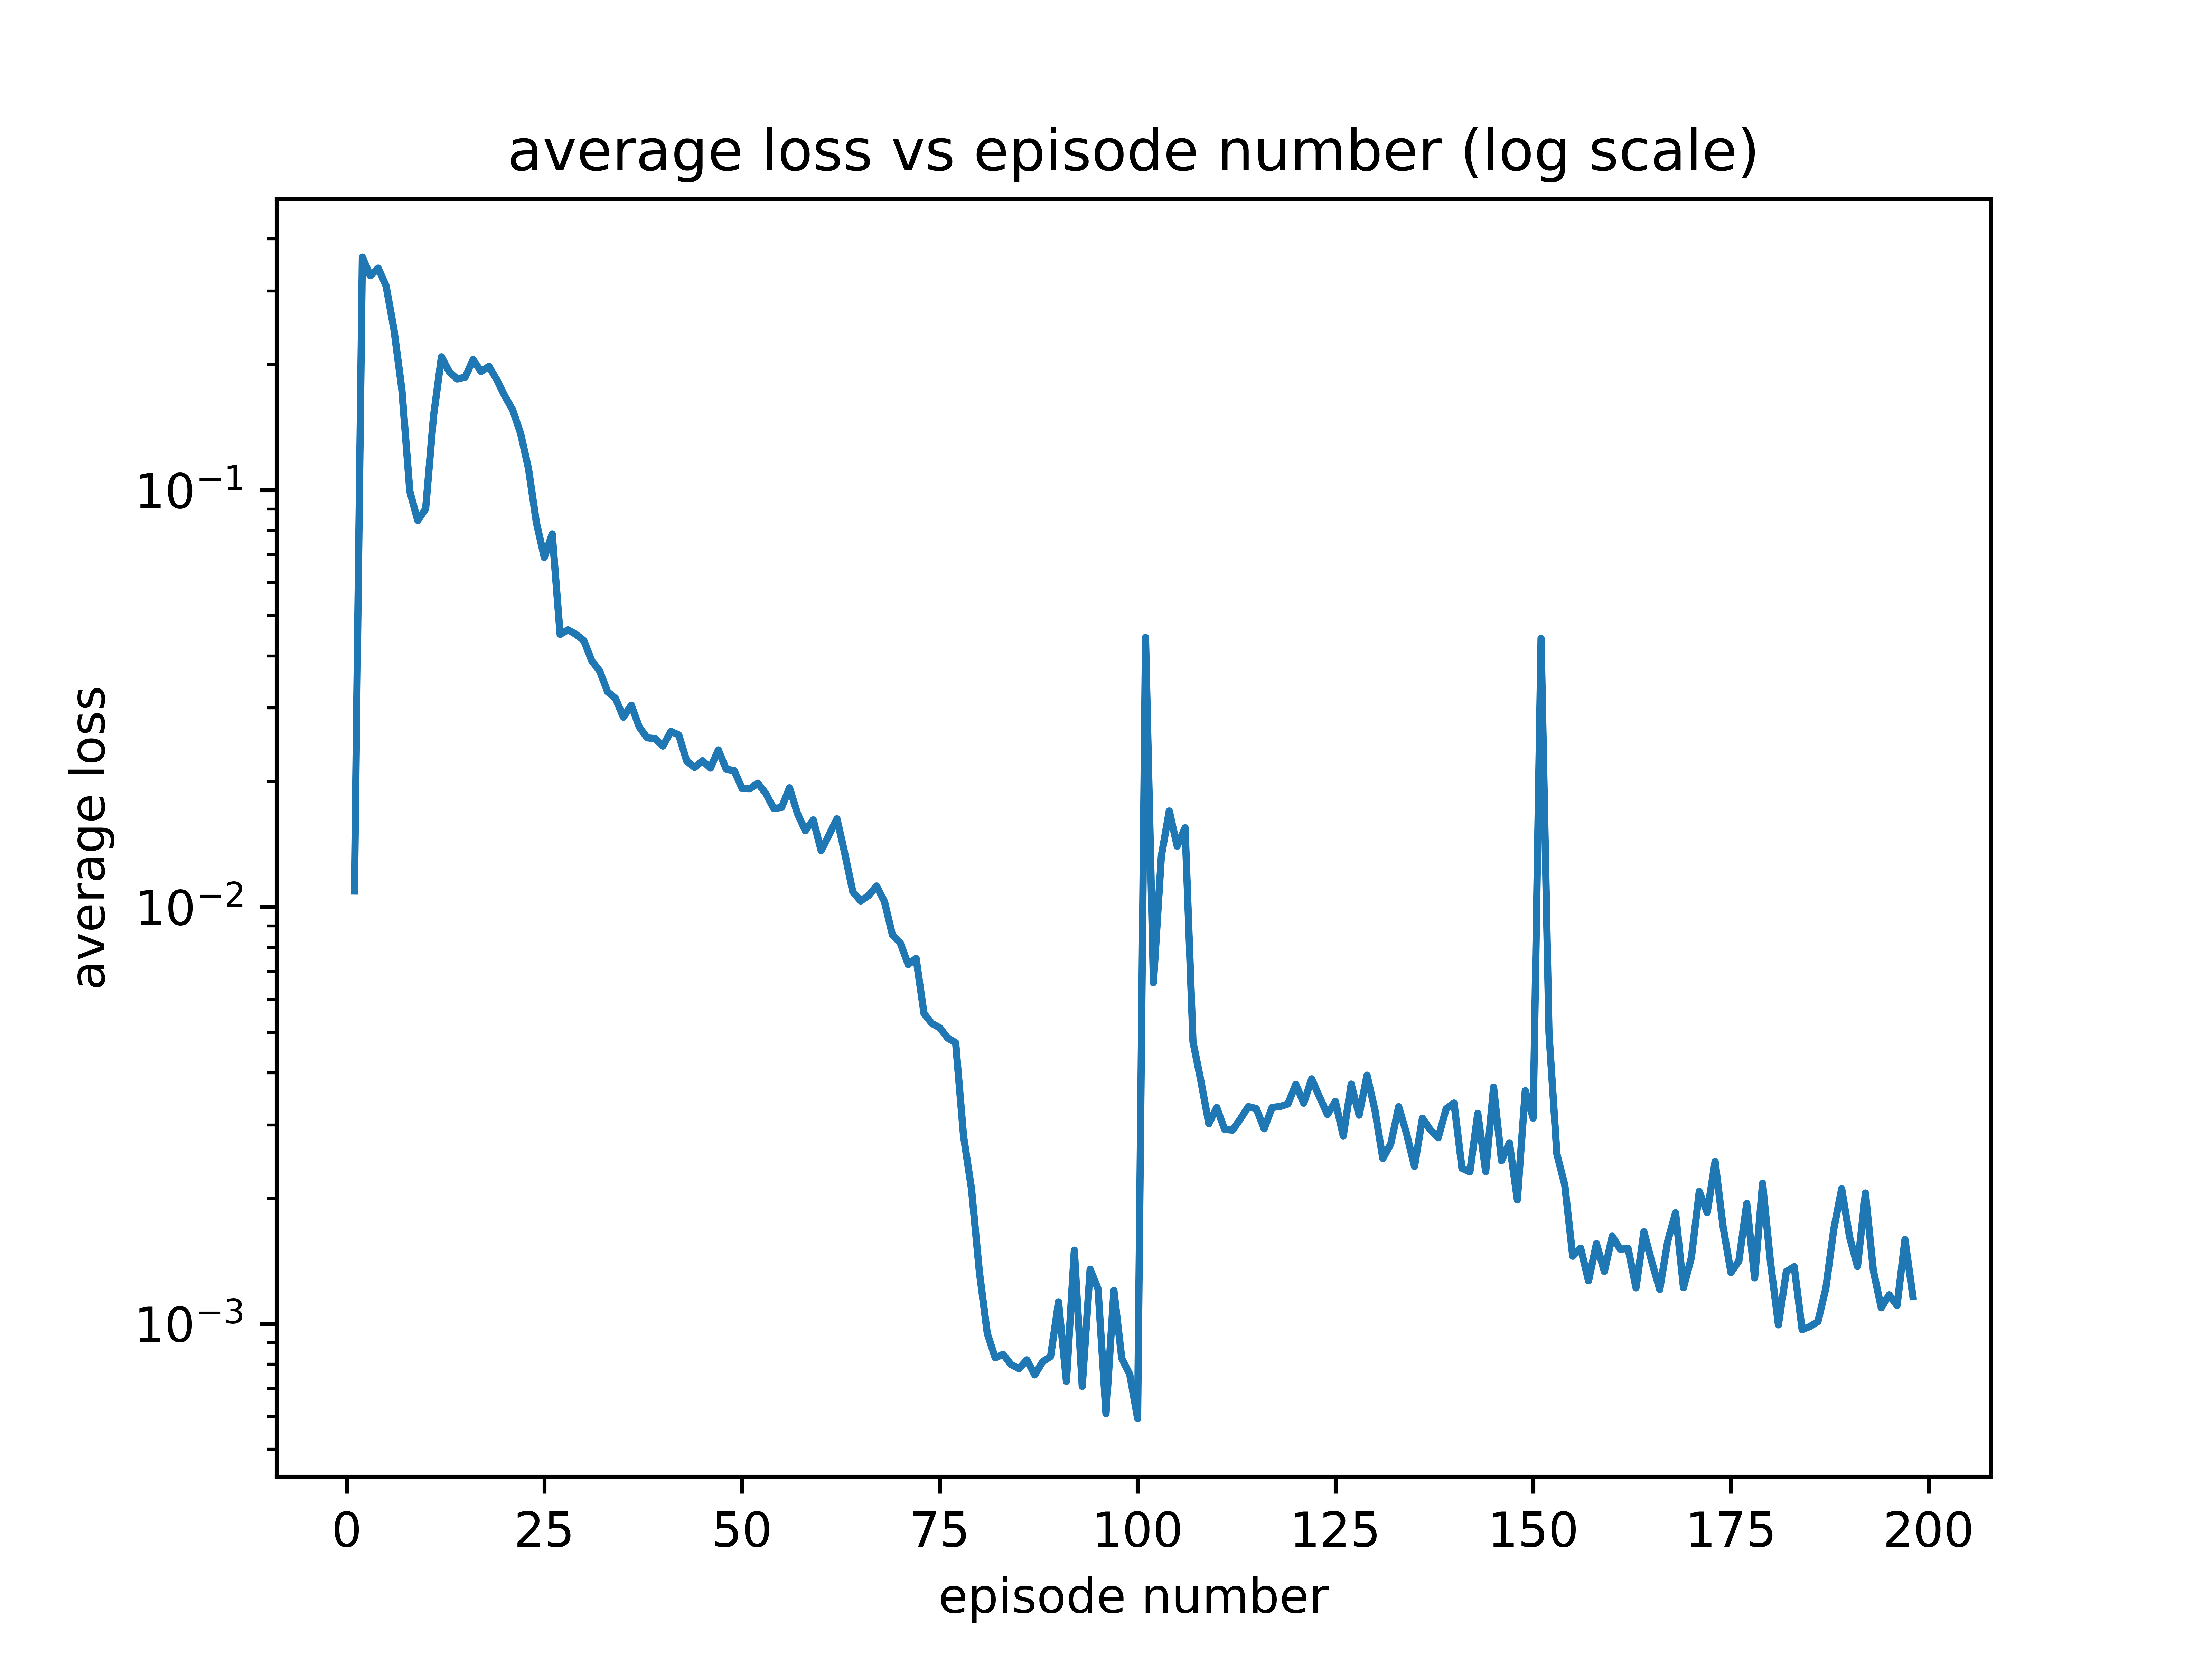 average loss vs episode number (log scale)
average loss
10⁻¹
10⁻²
10⁻³
0 25 50 75 100 125 150 175 200
episode number